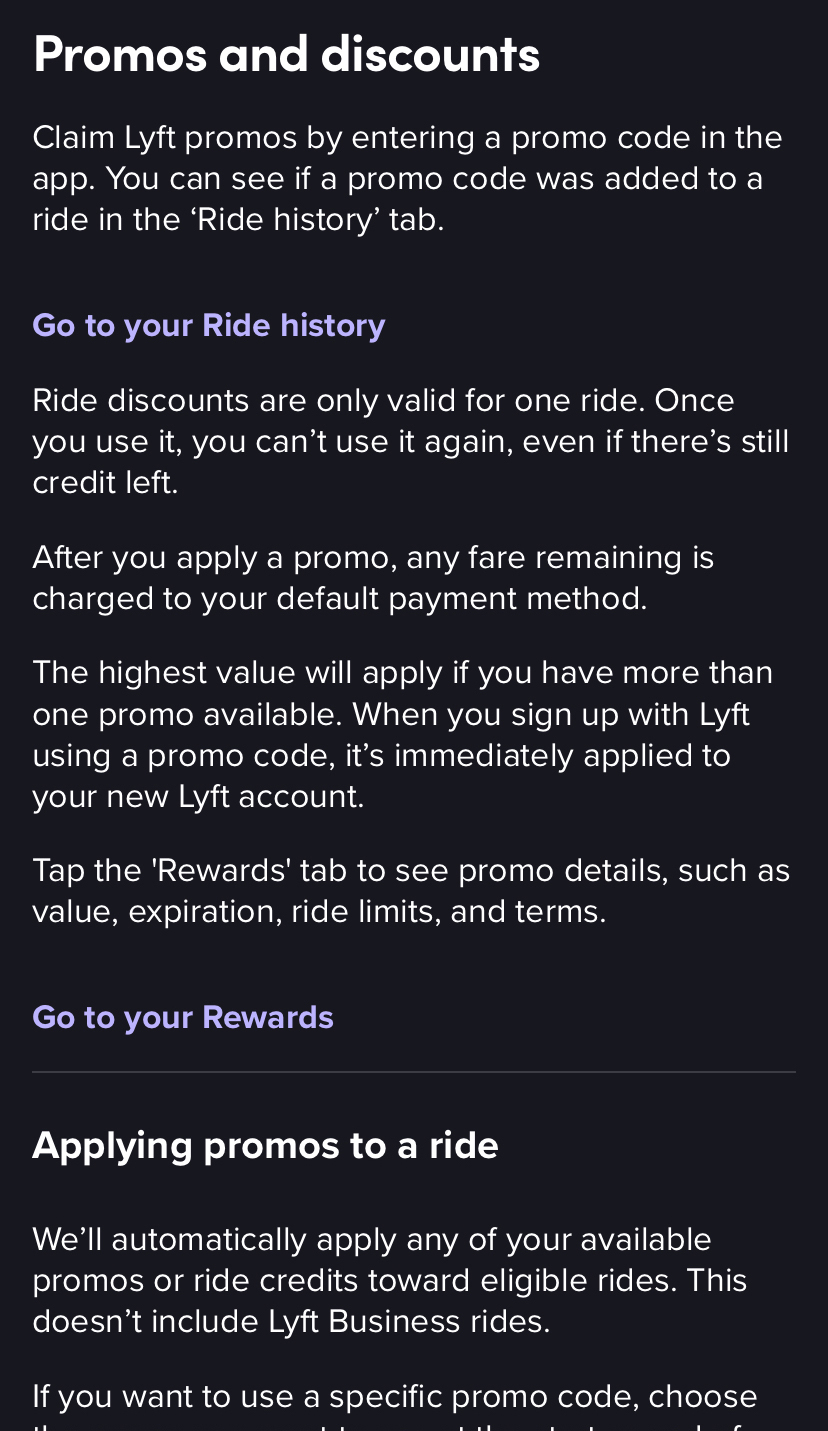 Promos and discounts
Claim Lyft promos by entering a promo code in the
app. You can see if a promo code was added to a
ride in the ‘Ride history’ tab.
Go to your Ride history
Ride discounts are only valid for one ride. Once
you use it, you can’t use it again, even if there’s still
credit left.
After you apply a promo, any fare remaining is
charged to your default payment method.
The highest value will apply if you have more than
one promo available. When you sign up with Lyft
using a promo code, it’s immediately applied to
your new Lyft account.
Tap the 'Rewards' tab to see promo details, such as
value, expiration, ride limits, and terms.
Go to your Rewards
Applying promos to a ride
We’ll automatically apply any of your available
promos or ride credits toward eligible rides. This
doesn’t include Lyft Business rides.
If you want to use a specific promo code, choose